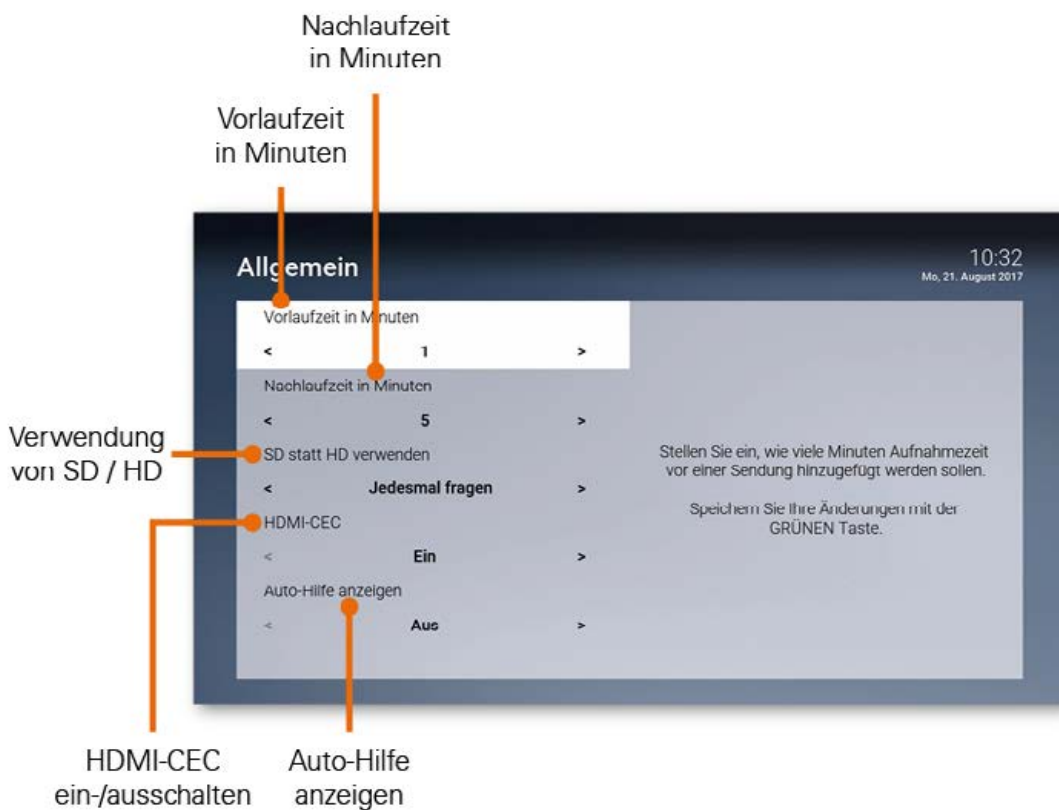 Nachlaufzeit
in Minuten
Vorlaufzeit
in Minuten
Allgemein
10:32
Mo, 21. August 2017
Vorlaufzeit in Minuten
< 1 >
Nachlaufzeit in Minuten
< 5 >
Verwendung
von SD / HD
SD statt HD verwenden
< Jedesmal fragen >
HDMI-CEC
< Ein >
Auto-Hilfe anzeigen
< Aus >
Stellen Sie ein, wie viele Minuten Aufnahmezeit
vor einer Sendung hinzugefügt werden sollen.
Speichern Sie Ihre Änderungen mit der
GRÜNEN Taste.
HDMI-CEC
ein-/ausschalten
Auto-Hilfe
anzeigen